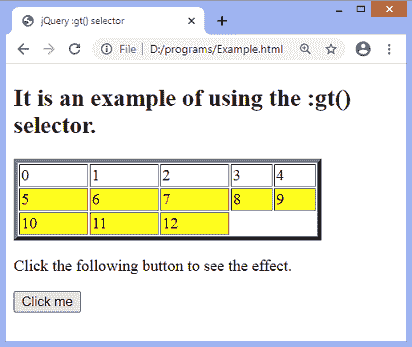 jQuery :gt() selector
File | D:/programs/Example.html
It is an example of using the :gt()
selector.
0 1 2 3 4
5 6 7 8 9
10 11 12
Click the following button to see the effect.
Click me